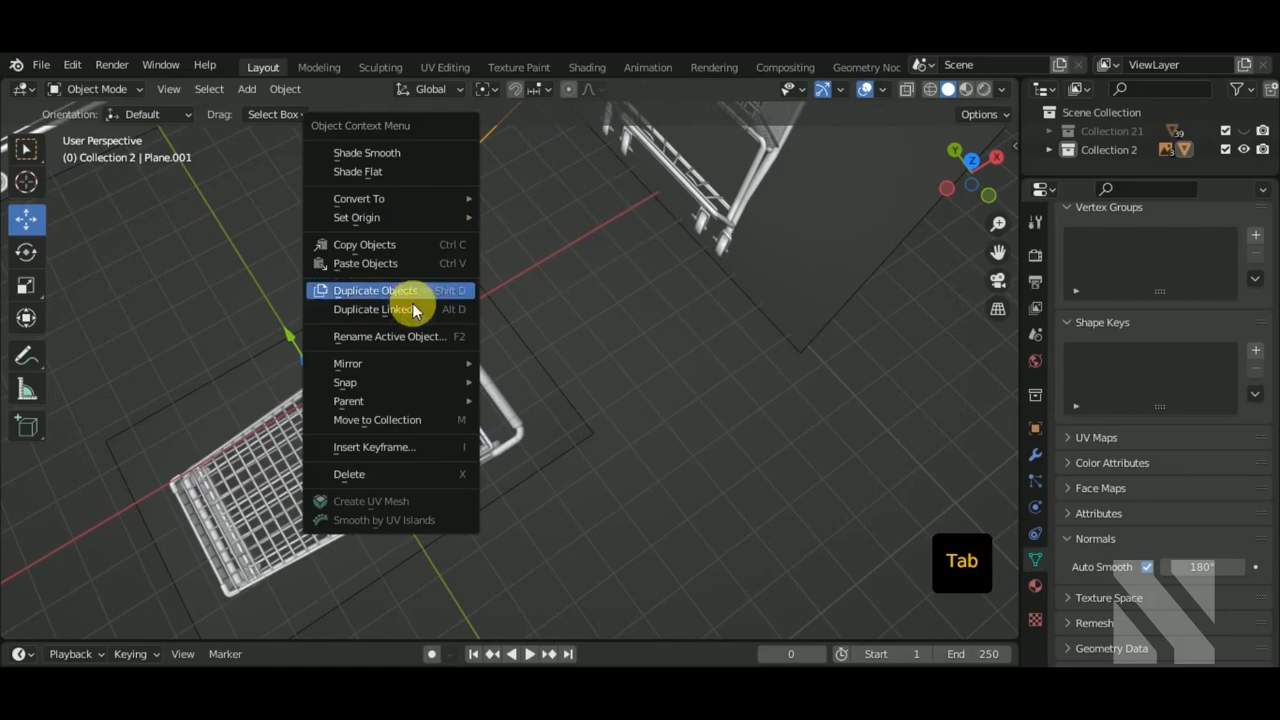 File Edit Render Window Help Layout Modeling Sculpting UV Editing Texture Paint Shading Animation Rendering Compositing Geometry Noc Scene ViewLayer
Object Mode View Select Add Object Global
Orientation: Default Drag: Select Box Options
User Perspective
(0) Collection 2 | Plane.001
Object Context Menu
Shade Smooth
Shade Flat
Convert To
Set Origin
Copy Objects Ctrl C
Paste Objects Ctrl V
Duplicate Objects Shift D
Duplicate Linked Alt D
Rename Active Object... F2
Mirror
Snap
Parent
Move to Collection M
Insert Keyframe... I
Delete X
Create UV Mesh
Smooth by UV Islands
Y
Z
X
Tab
Scene Collection
Collection 21 39
Collection 2 3
Vertex Groups
Shape Keys
UV Maps
Color Attributes
Face Maps
Attributes
Normals
Auto Smooth 180°
Texture Space
Remesh
Geometry Data
Playback Keying View Marker 0 Start 1 End 250